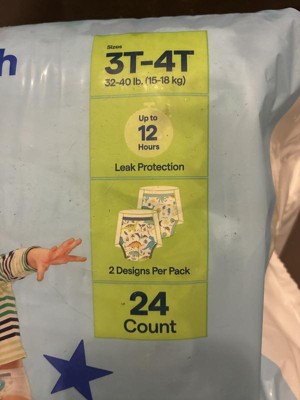 h
Sizes
3T-4T
32-40 lb. (15-18 kg)
Up to
12
Hours
Leak Protection
2 Designs Per Pack
24
Count